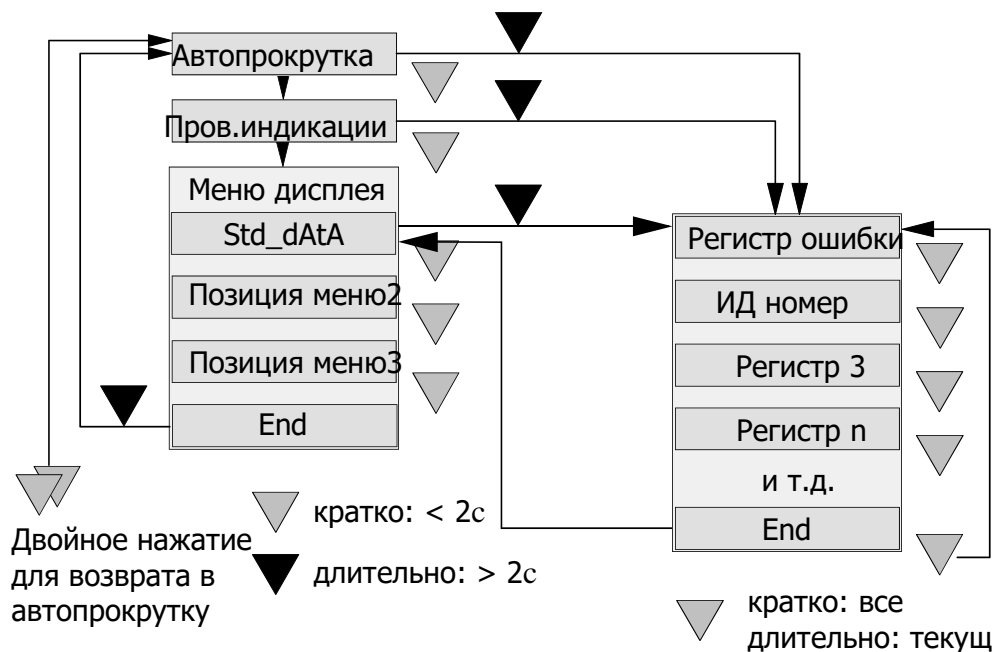 Автопрокрутка
Пров.индикации
Меню дисплея
Std_dAtA
Позиция меню2
Позиция меню3
End
Регистр ошибки
ИД номер
Регистр 3
Регистр n
и т.д.
End
Двойное нажатие
для возврата в
автопрокрутку
кратко: < 2с
длительно: > 2с
кратко: все
длительно: текущ